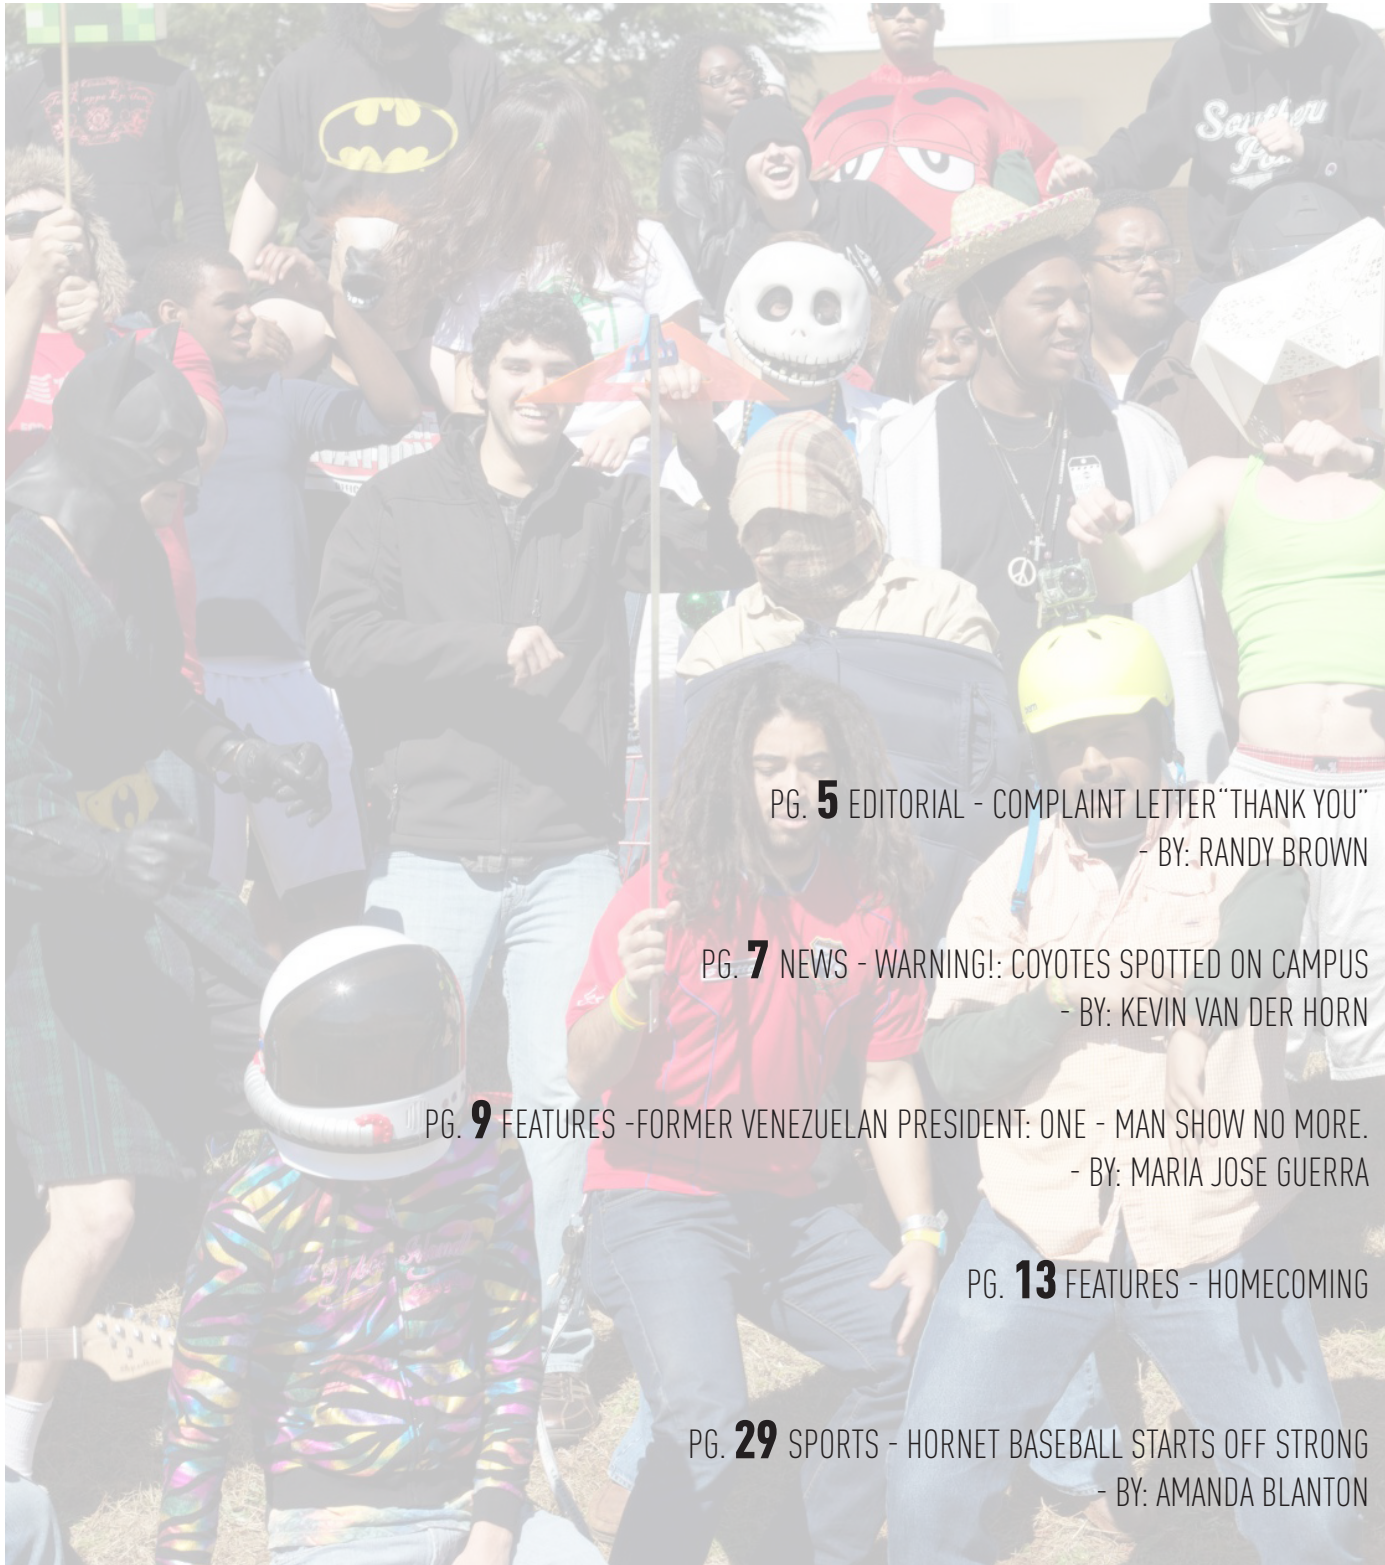 Southern
PG. 5 EDITORIAL - COMPLAINT LETTER“THANK YOU”
- BY: RANDY BROWN
PG. 7 NEWS - WARNING!: COYOTES SPOTTED ON CAMPUS
- BY: KEVIN VAN DER HORN
PG. 9 FEATURES -FORMER VENEZUELAN PRESIDENT: ONE - MAN SHOW NO MORE.
- BY: MARIA JOSE GUERRA
PG. 13 FEATURES - HOMECOMING
PG. 29 SPORTS - HORNET BASEBALL STARTS OFF STRONG
- BY: AMANDA BLANTON